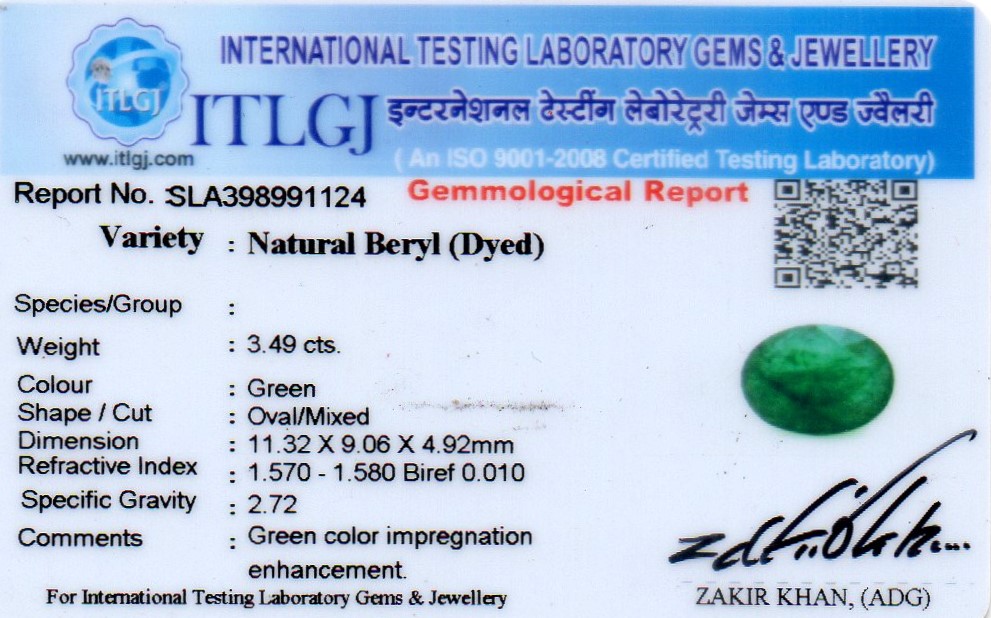 INTERNATIONAL TESTING LABORATORY GEMS & JEWELLERY
ITLGJ
ITLGJ इन्टरनेशनल टेस्टींग लेबोरेट्ररी जेम्स एण्ड ज्वैलरी
www.itlgj.com
( An ISO 9001-2008 Certified Testing Laboratory)
Report No. :SLA398991124
Gemmological Report
Variety : Natural Beryl (Dyed)
Species/Group :
Weight : 3.49 cts.
Colour : Green
Shape / Cut : Oval/Mixed
Dimension : 11.32 X 9.06 X 4.92mm
Refractive Index : 1.570 - 1.580 Biref 0.010
Specific Gravity : 2.72
Comments : Green color impregnation
enhancement.
For International Testing Laboratory Gems & Jewellery
ZAKIR KHAN, (ADG)